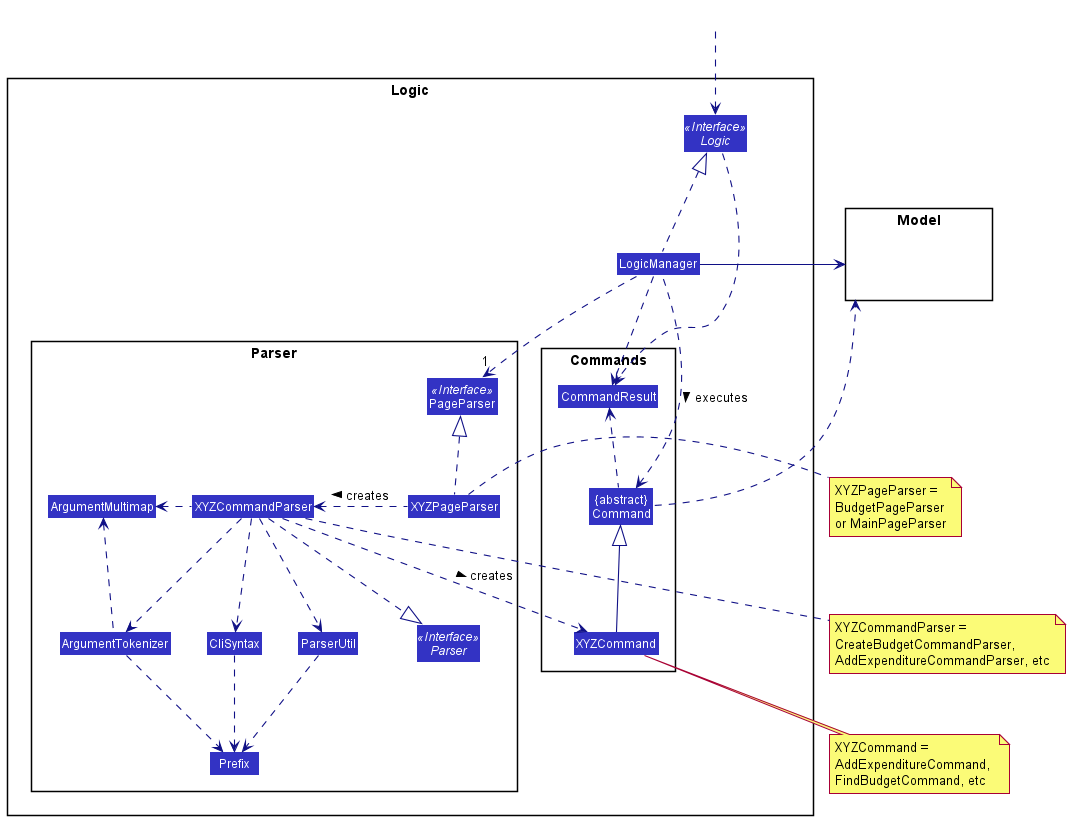 Logic
«Interface»
Logic
Model
LogicManager
Parser
1
«Interface»
PageParser
Commands
CommandResult
executes
ArgumentMultimap
XYZCommandParser
creates
XYZPageParser
{abstract}
Command
XYZPageParser =
BudgetPageParser
or MainPageParser
creates
ArgumentTokenizer
CliSyntax
ParserUtil
«Interface»
Parser
XYZCommand
XYZCommandParser =
CreateBudgetCommandParser,
AddExpenditureCommandParser, etc
Prefix
XYZCommand =
AddExpenditureCommand,
FindBudgetCommand, etc